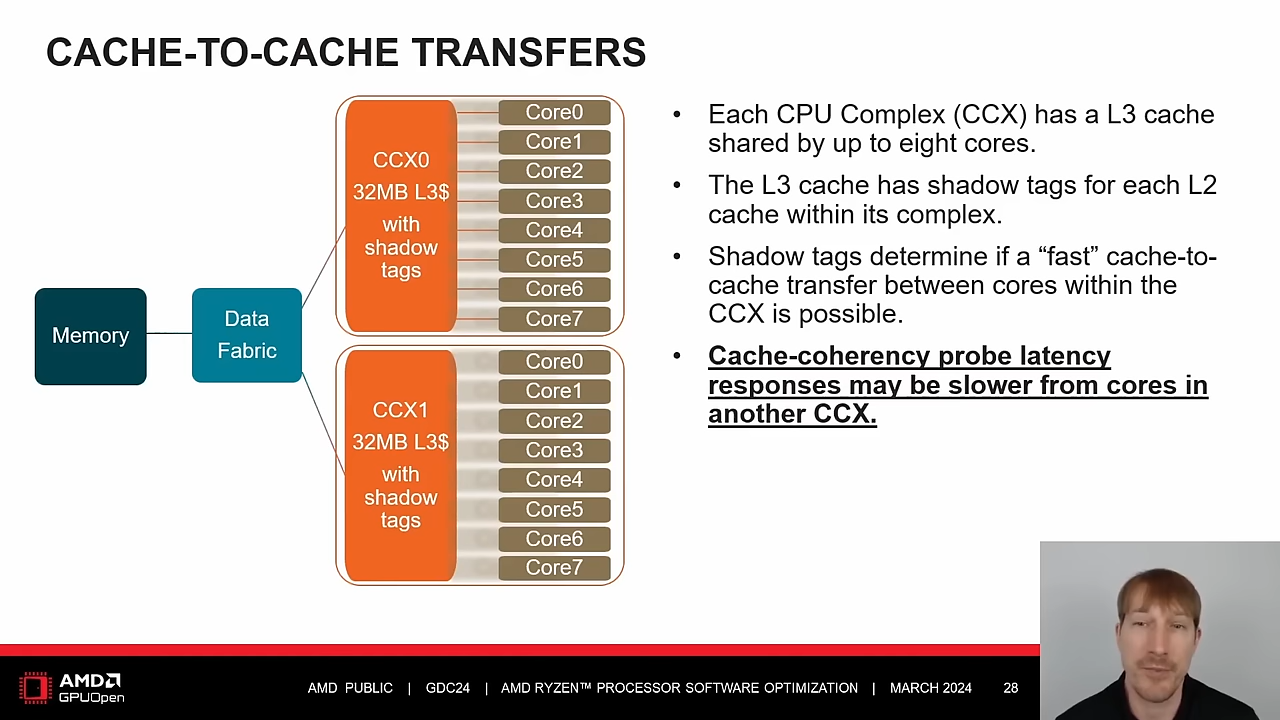 CACHE-TO-CACHE TRANSFERS
Memory
Data
Fabric
CCX0
32MB L3$
with
shadow
tags
Core0
Core1
Core2
Core3
Core4
Core5
Core6
Core7
CCX1
32MB L3$
with
shadow
tags
Core0
Core1
Core2
Core3
Core4
Core5
Core6
Core7
• Each CPU Complex (CCX) has a L3 cache
shared by up to eight cores.
• The L3 cache has shadow tags for each L2
cache within its complex.
• Shadow tags determine if a “fast” cache-to-
cache transfer between cores within the
CCX is possible.
• Cache-coherency probe latency
responses may be slower from cores in
another CCX.
AMD
GPUOpen
AMD PUBLIC | GDC24 | AMD RYZEN™ PROCESSOR SOFTWARE OPTIMIZATION | MARCH 2024 28